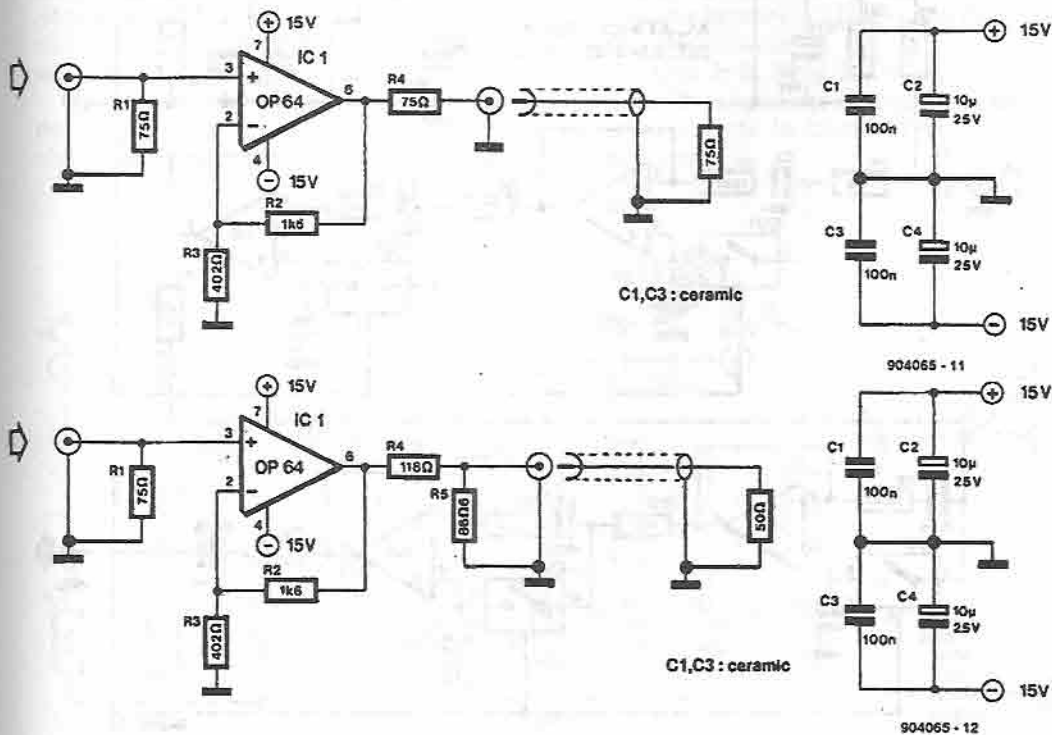 15V
7
IC 1
3
+
OP 64
6
R4
75Ω
R1
75Ω
2
−
4
15V
R2
1k6
R3
402Ω
75Ω
C1,C3 : ceramic
15V
C1
100n
C2
10µ
25V
C3
100n
C4
10µ
25V
15V
904065 - 11
15V
7
IC 1
3
+
OP 64
6
R4
118Ω
R1
75Ω
2
−
4
15V
R5
86Ω6
R2
1k6
R3
402Ω
50Ω
C1,C3 : ceramic
15V
C1
100n
C2
10µ
25V
C3
100n
C4
10µ
25V
15V
904065 - 12